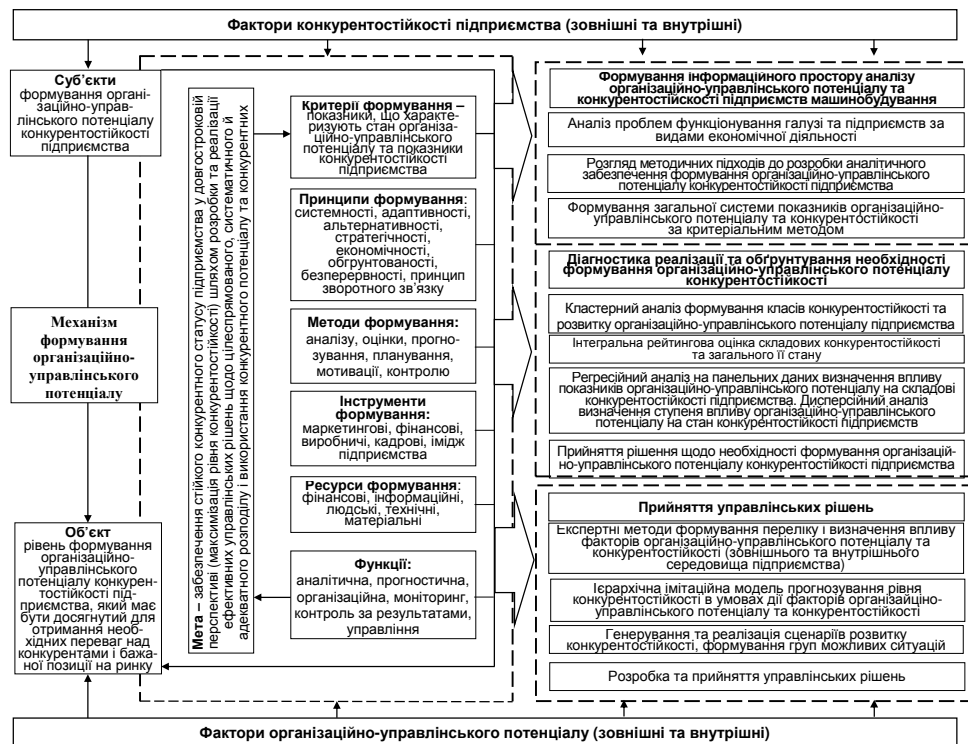 Фактори конкурентостійкості підприємства (зовнішні та внутрішні)
Суб’єкти
формування органі-
заційно-управ-
лінського потенціалу
конкурентостійкості
підприємства
Механізм
формування
організаційно-
управлінського
потенціалу
Об’єкт
рівень формування
організаційно-
управлінського
потенціалу конкурен-
тостійкості під-
приємства, який має
бути досягнутий для
отримання необ-
хідних переваг над
конкурентами і бажа-
ної позиції на ринку
Мета – забезпечення стійкого конкурентного статусу підприємства у довгостроковій
перспективі (максимізація рівня конкурентостійкості) шляхом розробки та реалізації
ефективних управлінських рішень щодо цілеспрямованого, систематичного й
адекватного розподілу і використання конкурентного потенціалу та конкурентних
Критерії формування –
показники, що характе-
ризують стан організа-
ційно-управлінського
потенціалу та показники
конкурентостійкості
підприємства
Принципи формування:
системності, адаптивності,
альтернативності,
стратегічності,
економічності,
обґрунтованості,
безперервності, принцип
зворотного зв’язку
Методи формування:
аналізу, оцінки, прогно-
зування, планування,
мотивації, контролю
Інструменти
формування:
маркетингові, фінансові,
виробничі, кадрові, імідж
підприємства
Ресурси формування:
фінансові, інформаційні,
людські, технічні,
матеріальні
Функції:
аналітична, прогностична,
організаційна, моніторинг,
контроль за результатами,
управління
Формування інформаційного простору аналізу
організаційно-управлінського потенціалу та
конкурентостійскості підприємств машинобудування
Аналіз проблем функціонування галузі та підприємств за
видами економічної діяльності
Розгляд методичних підходів до розробки аналітичного
забезпечення формування організаційно-управлінського
потенціалу конкурентостійкості підприємства
Формування загальної системи показників організаційно-
управлінського потенціалу та конкурентостійкості
за критеріальним методом
Діагностика реалізації та обґрунтування необхідності
формування організаційно-управлінського потенціалу
конкурентостійкості
Кластерний аналіз формування класів конкурентостійкості та
розвитку організаційно-управлінського потенціалу підприємства
Інтегральна рейтингова оцінка складових конкурентостійкості
та загального її стану
Регресійний аналіз на панельних даних визначення впливу
показників організаційно-управлінського потенціалу на складові
конкурентостійкості підприємства. Дисперсійний аналіз
визначення ступеня впливу організаційно-управлінського
потенціалу на стан конкурентостійкості підприємств
Прийняття рішення щодо необхідності формування організацій-
но-управлінського потенціалу конкурентостійкості підприємства
Прийняття управлінських рішень
Експертні методи формування переліку і визначення впливу
факторів організаційно-управлінського потенціалу та
конкурентостійкості (зовнішнього та внутрішнього
середовища підприємства)
Ієрархічна імітаційна модель прогнозування рівня
конкурентостійкості в умовах дії факторів організаийціно-
управлінського потенціалу та конкурентостійкості
Генерування та реалізація сценаріїв розвитку
конкурентостійкості, формування груп можливих ситуацій
Розробка та прийняття управлінських рішень
Фактори організаційно-управлінського потенціалу (зовнішні та внутрішні)